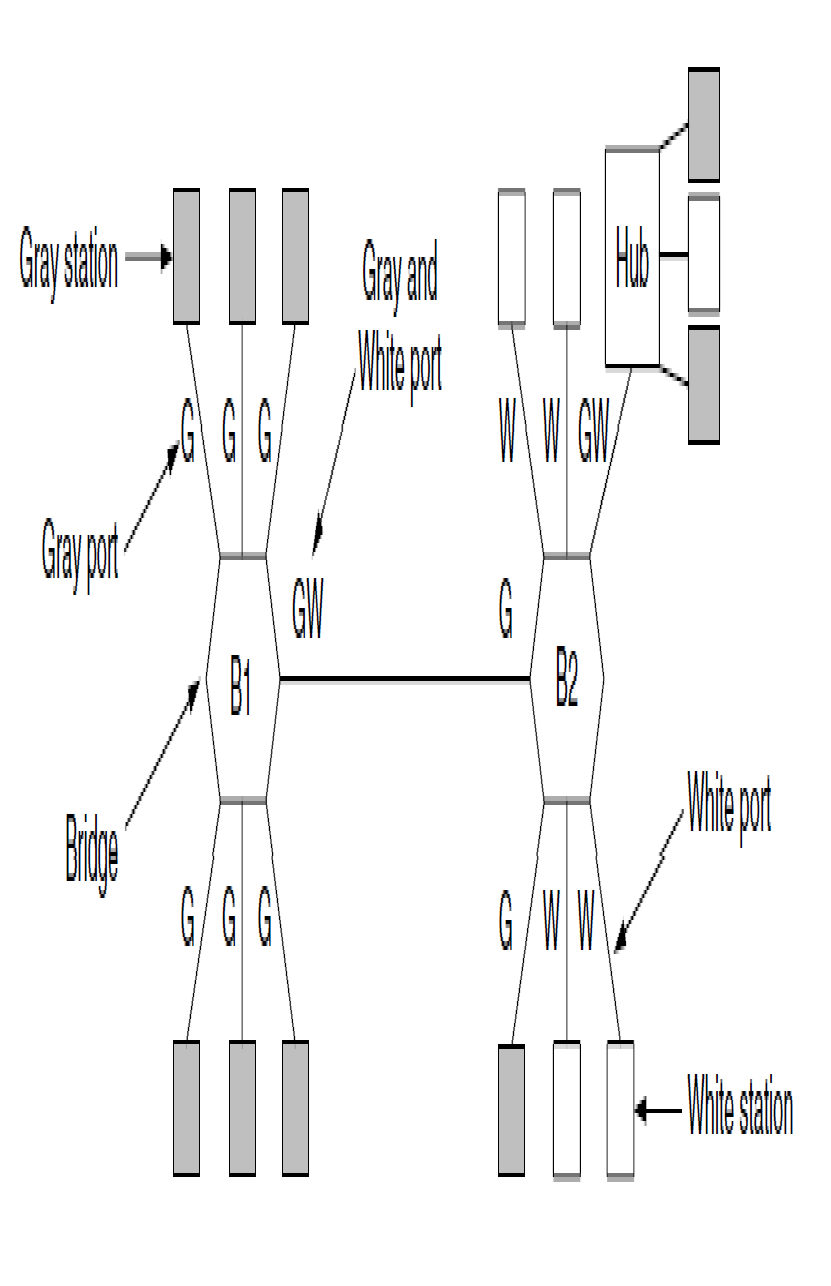 Hub
Gray station
Gray and
White port
G
G
G
W
W
GW
Gray port
GW
G
B1
B2
White port
Bridge
G
G
G
G
W
W
White station